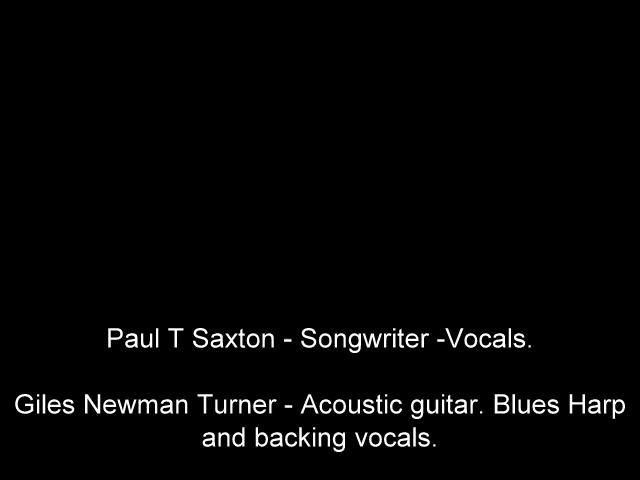 Paul T Saxton - Songwriter -Vocals.
Giles Newman Turner - Acoustic guitar. Blues Harp
and backing vocals.